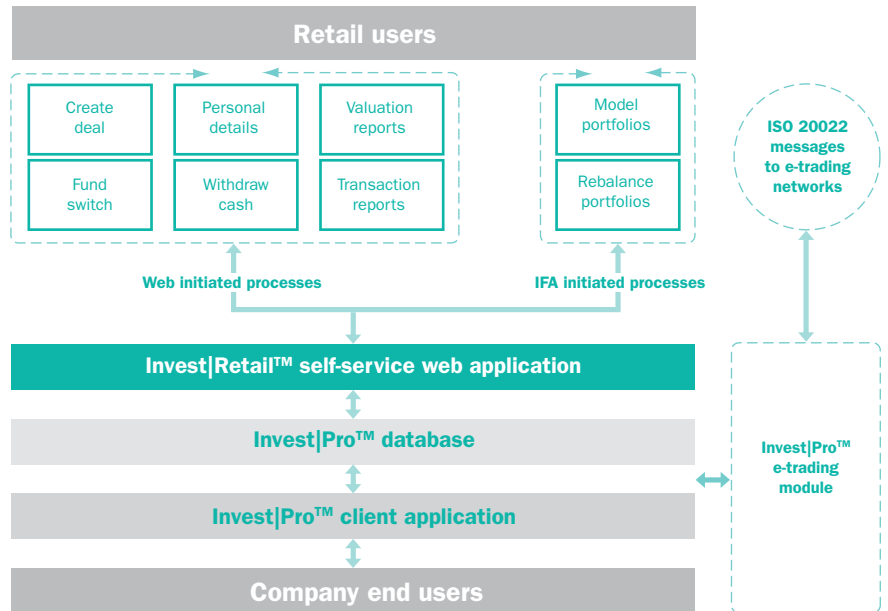 Retail users
Create
deal
Personal
details
Valuation
reports
Model
portfolios
Fund
switch
Withdraw
cash
Transaction
reports
Rebalance
portfolios
ISO 20022
messages
to e-trading
networks
Web initiated processes
IFA initiated processes
Invest|Retail™ self-service web application
Invest|Pro™ database
Invest|Pro™ client application
Company end users
Invest|Pro™
e-trading
module